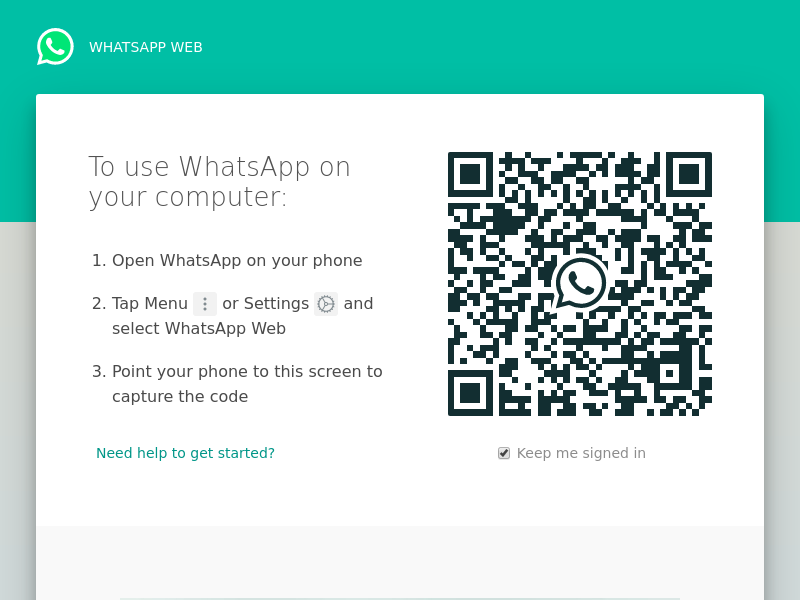 WHATSAPP WEB
To use WhatsApp on
your computer:
1. Open WhatsApp on your phone
2. Tap Menu or Settings and
select WhatsApp Web
3. Point your phone to this screen to
capture the code
Need help to get started?
Keep me signed in